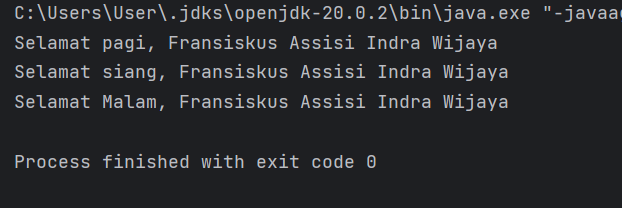 C:\Users\User\.jdks\openjdk-20.0.2\bin\java.exe "-javaa
Selamat pagi, Fransiskus Assisi Indra Wijaya
Selamat siang, Fransiskus Assisi Indra Wijaya
Selamat Malam, Fransiskus Assisi Indra Wijaya
Process finished with exit code 0